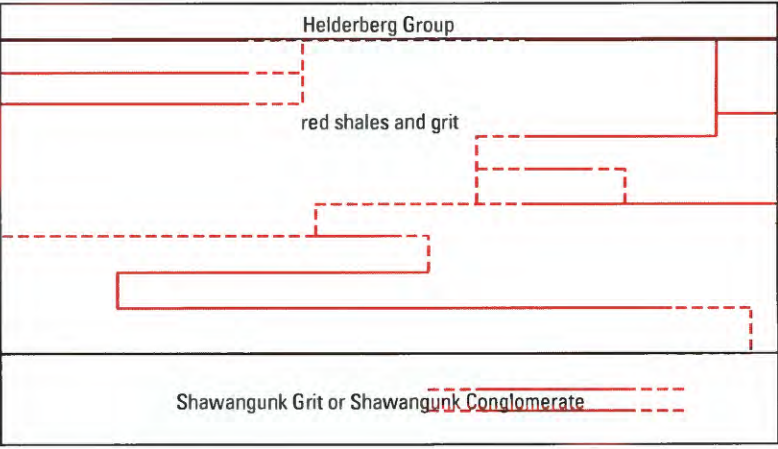 Helderberg Group
red shales and grit
Shawangunk Grit or Shawangunk Conglomerate